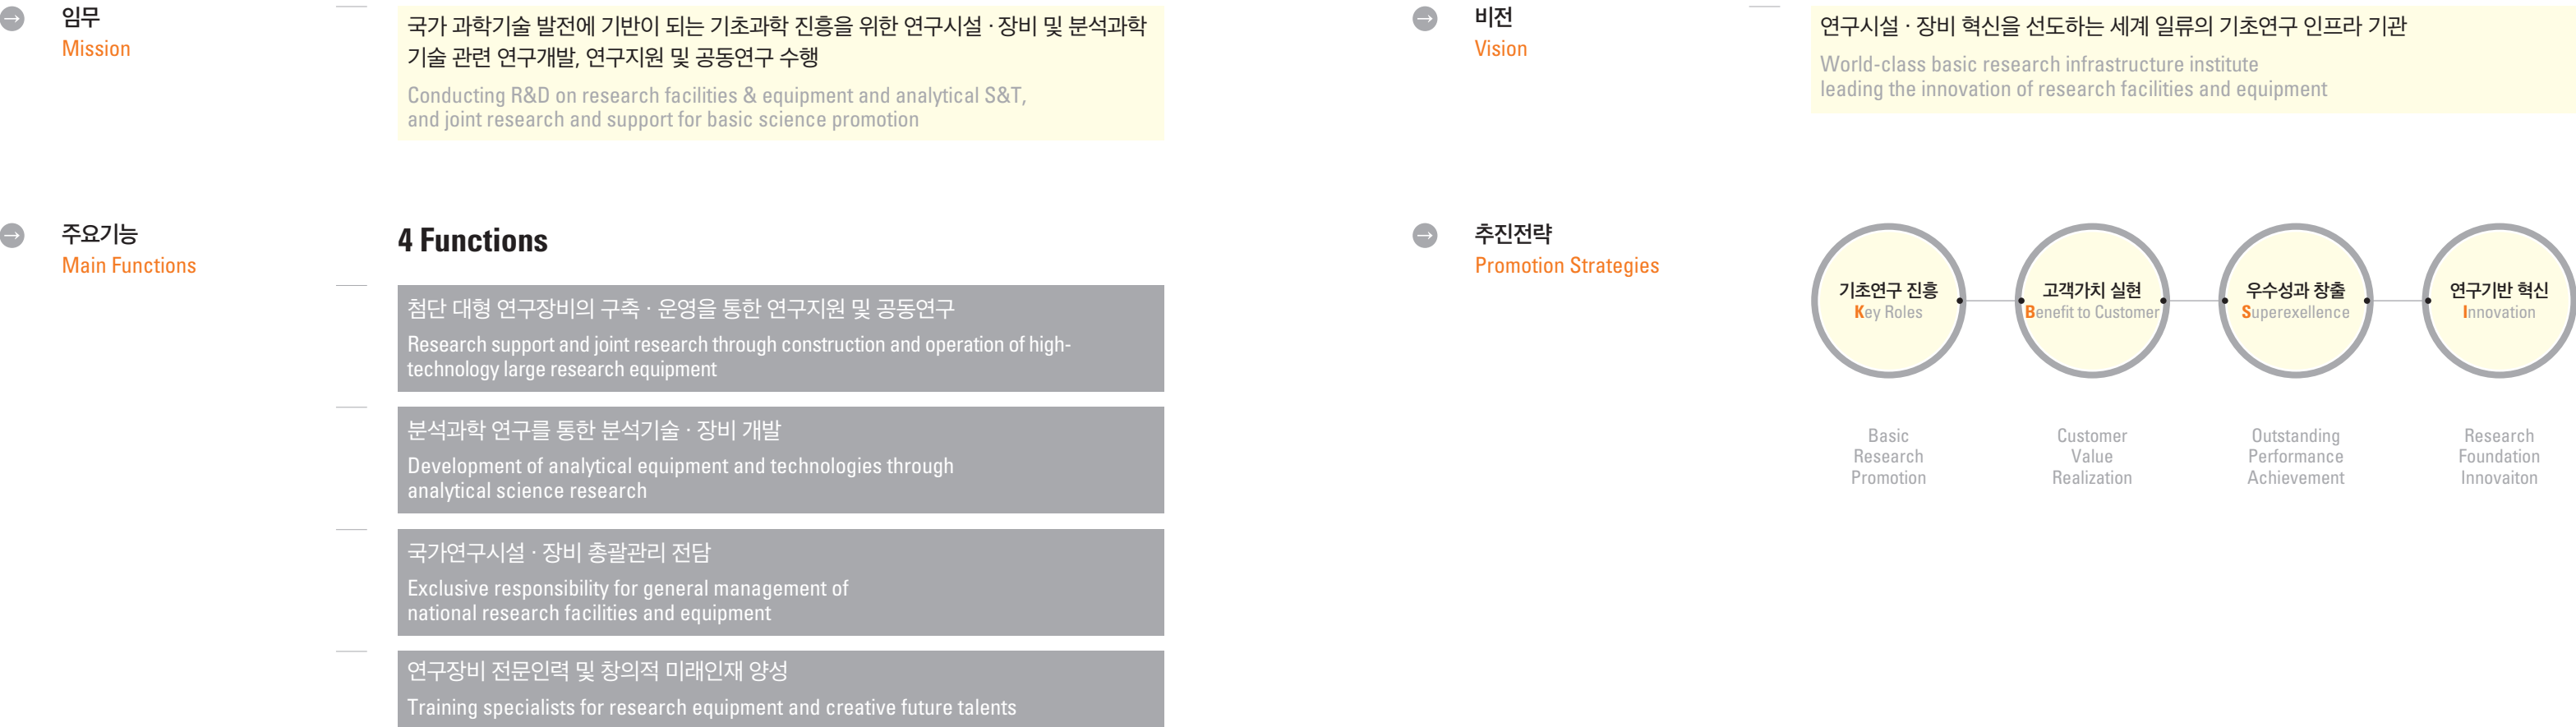 임무
Mission
국가 과학기술 발전에 기반이 되는 기초과학 진흥을 위한 연구시설 · 장비 및 분석과학
기술 관련 연구개발, 연구지원 및 공동연구 수행
Conducting R&D on research facilities & equipment and analytical S&T,
and joint research and support for basic science promotion
비전
Vision
연구시설 · 장비 혁신을 선도하는 세계 일류의 기초연구 인프라 기관
World-class basic research infrastructure institute
leading the innovation of research facilities and equipment
주요기능
Main Functions
4 Functions
첨단 대형 연구장비의 구축 · 운영을 통한 연구지원 및 공동연구
Research support and joint research through construction and operation of high-
technology large research equipment
분석과학 연구를 통한 분석기술 · 장비 개발
Development of analytical equipment and technologies through
analytical science research
국가연구시설 · 장비 총괄관리 전담
Exclusive responsibility for general management of
national research facilities and equipment
연구장비 전문인력 및 창의적 미래인재 양성
Training specialists for research equipment and creative future talents
추진전략
Promotion Strategies
기초연구 진흥
Key Roles
고객가치 실현
Benefit to Customer
우수성과 창출
Superexellence
연구기반 혁신
Innovation
Basic
Research
Promotion
Customer
Value
Realization
Outstanding
Performance
Achievement
Research
Foundation
Innovaiton